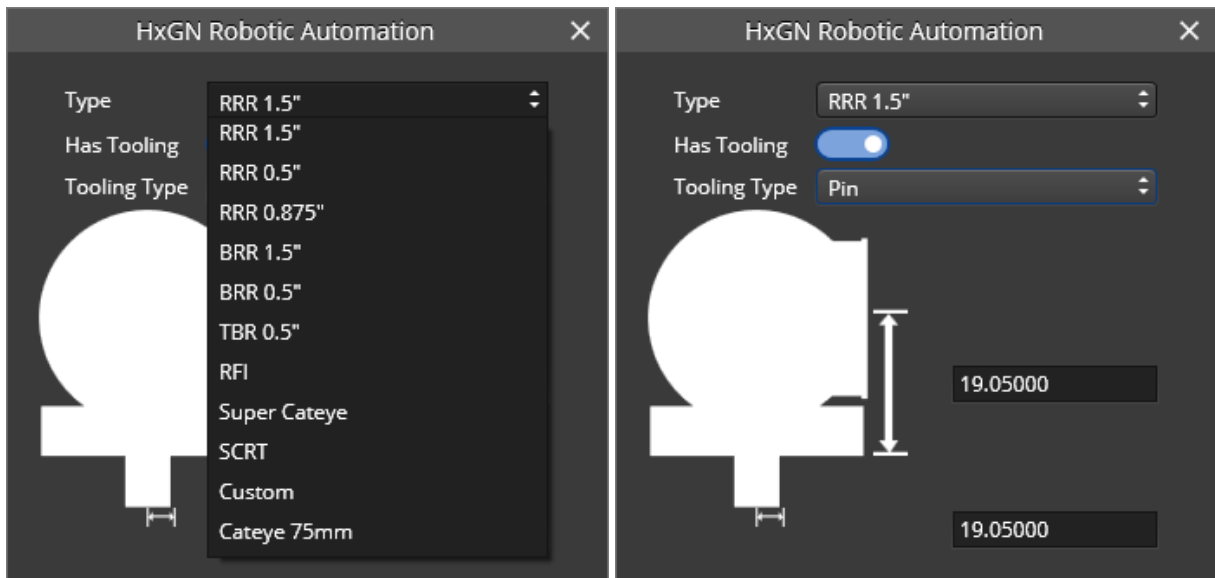 HxGN Robotic Automation ×
Type RRR 1.5"
RRR 1.5"
Has Tooling
RRR 0.5"
Tooling Type
RRR 0.875"
BRR 1.5"
BRR 0.5"
TBR 0.5"
RFI
Super Cateye
SCRT
Custom
Cateye 75mm
HxGN Robotic Automation ×
Type RRR 1.5"
Has Tooling
Tooling Type Pin
19.05000
19.05000